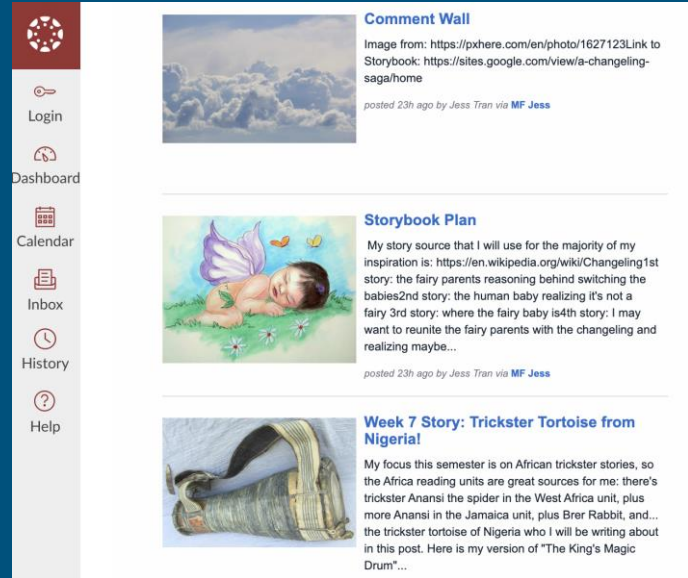 Login
Dashboard
Calendar
Inbox
History
Help
Comment Wall
Image from: https://pxhere.com/en/photo/1627123Link to
Storybook: https://sites.google.com/view/a-changeling-
saga/home
posted 23h ago by Jess Tran via MF Jess
Storybook Plan
My story source that I will use for the majority of my
inspiration is: https://en.wikipedia.org/wiki/Changeling1st
story: the fairy parents reasoning behind switching the
babies2nd story: the human baby realizing it's not a
fairy 3rd story: where the fairy baby is4th story: I may
want to reunite the fairy parents with the changeling and
realizing maybe...
posted 23h ago by Jess Tran via MF Jess
Week 7 Story: Trickster Tortoise from
Nigeria!
My focus this semester is on African trickster stories, so
the Africa reading units are great sources for me: there's
trickster Anansi the spider in the West Africa unit, plus
more Anansi in the Jamaica unit, plus Brer Rabbit, and...
the trickster tortoise of Nigeria who I will be writing about
in this post. Here is my version of "The King's Magic
Drum"...